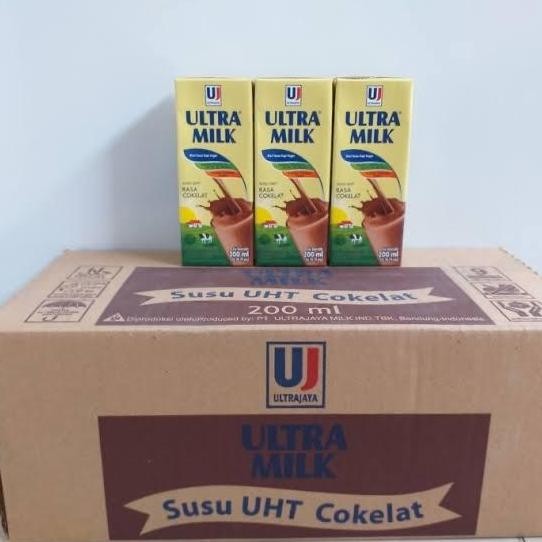 UJ
ULTRA
MILK
RASA
COKELAT
200 ml
UJ
ULTRA
MILK
RASA
COKELAT
200 ml
UJ
ULTRA
MILK
RASA
COKELAT
200 ml
MILK
Susu UHT Cokelat
200 ml
Diproduksi oleh/Produced by: PT. ULTRAJAYA MILK IND. TBK., Bandung-Indonesia
UJ
ULTRAJAYA
ULTRA
MILK
Susu UHT Cokelat